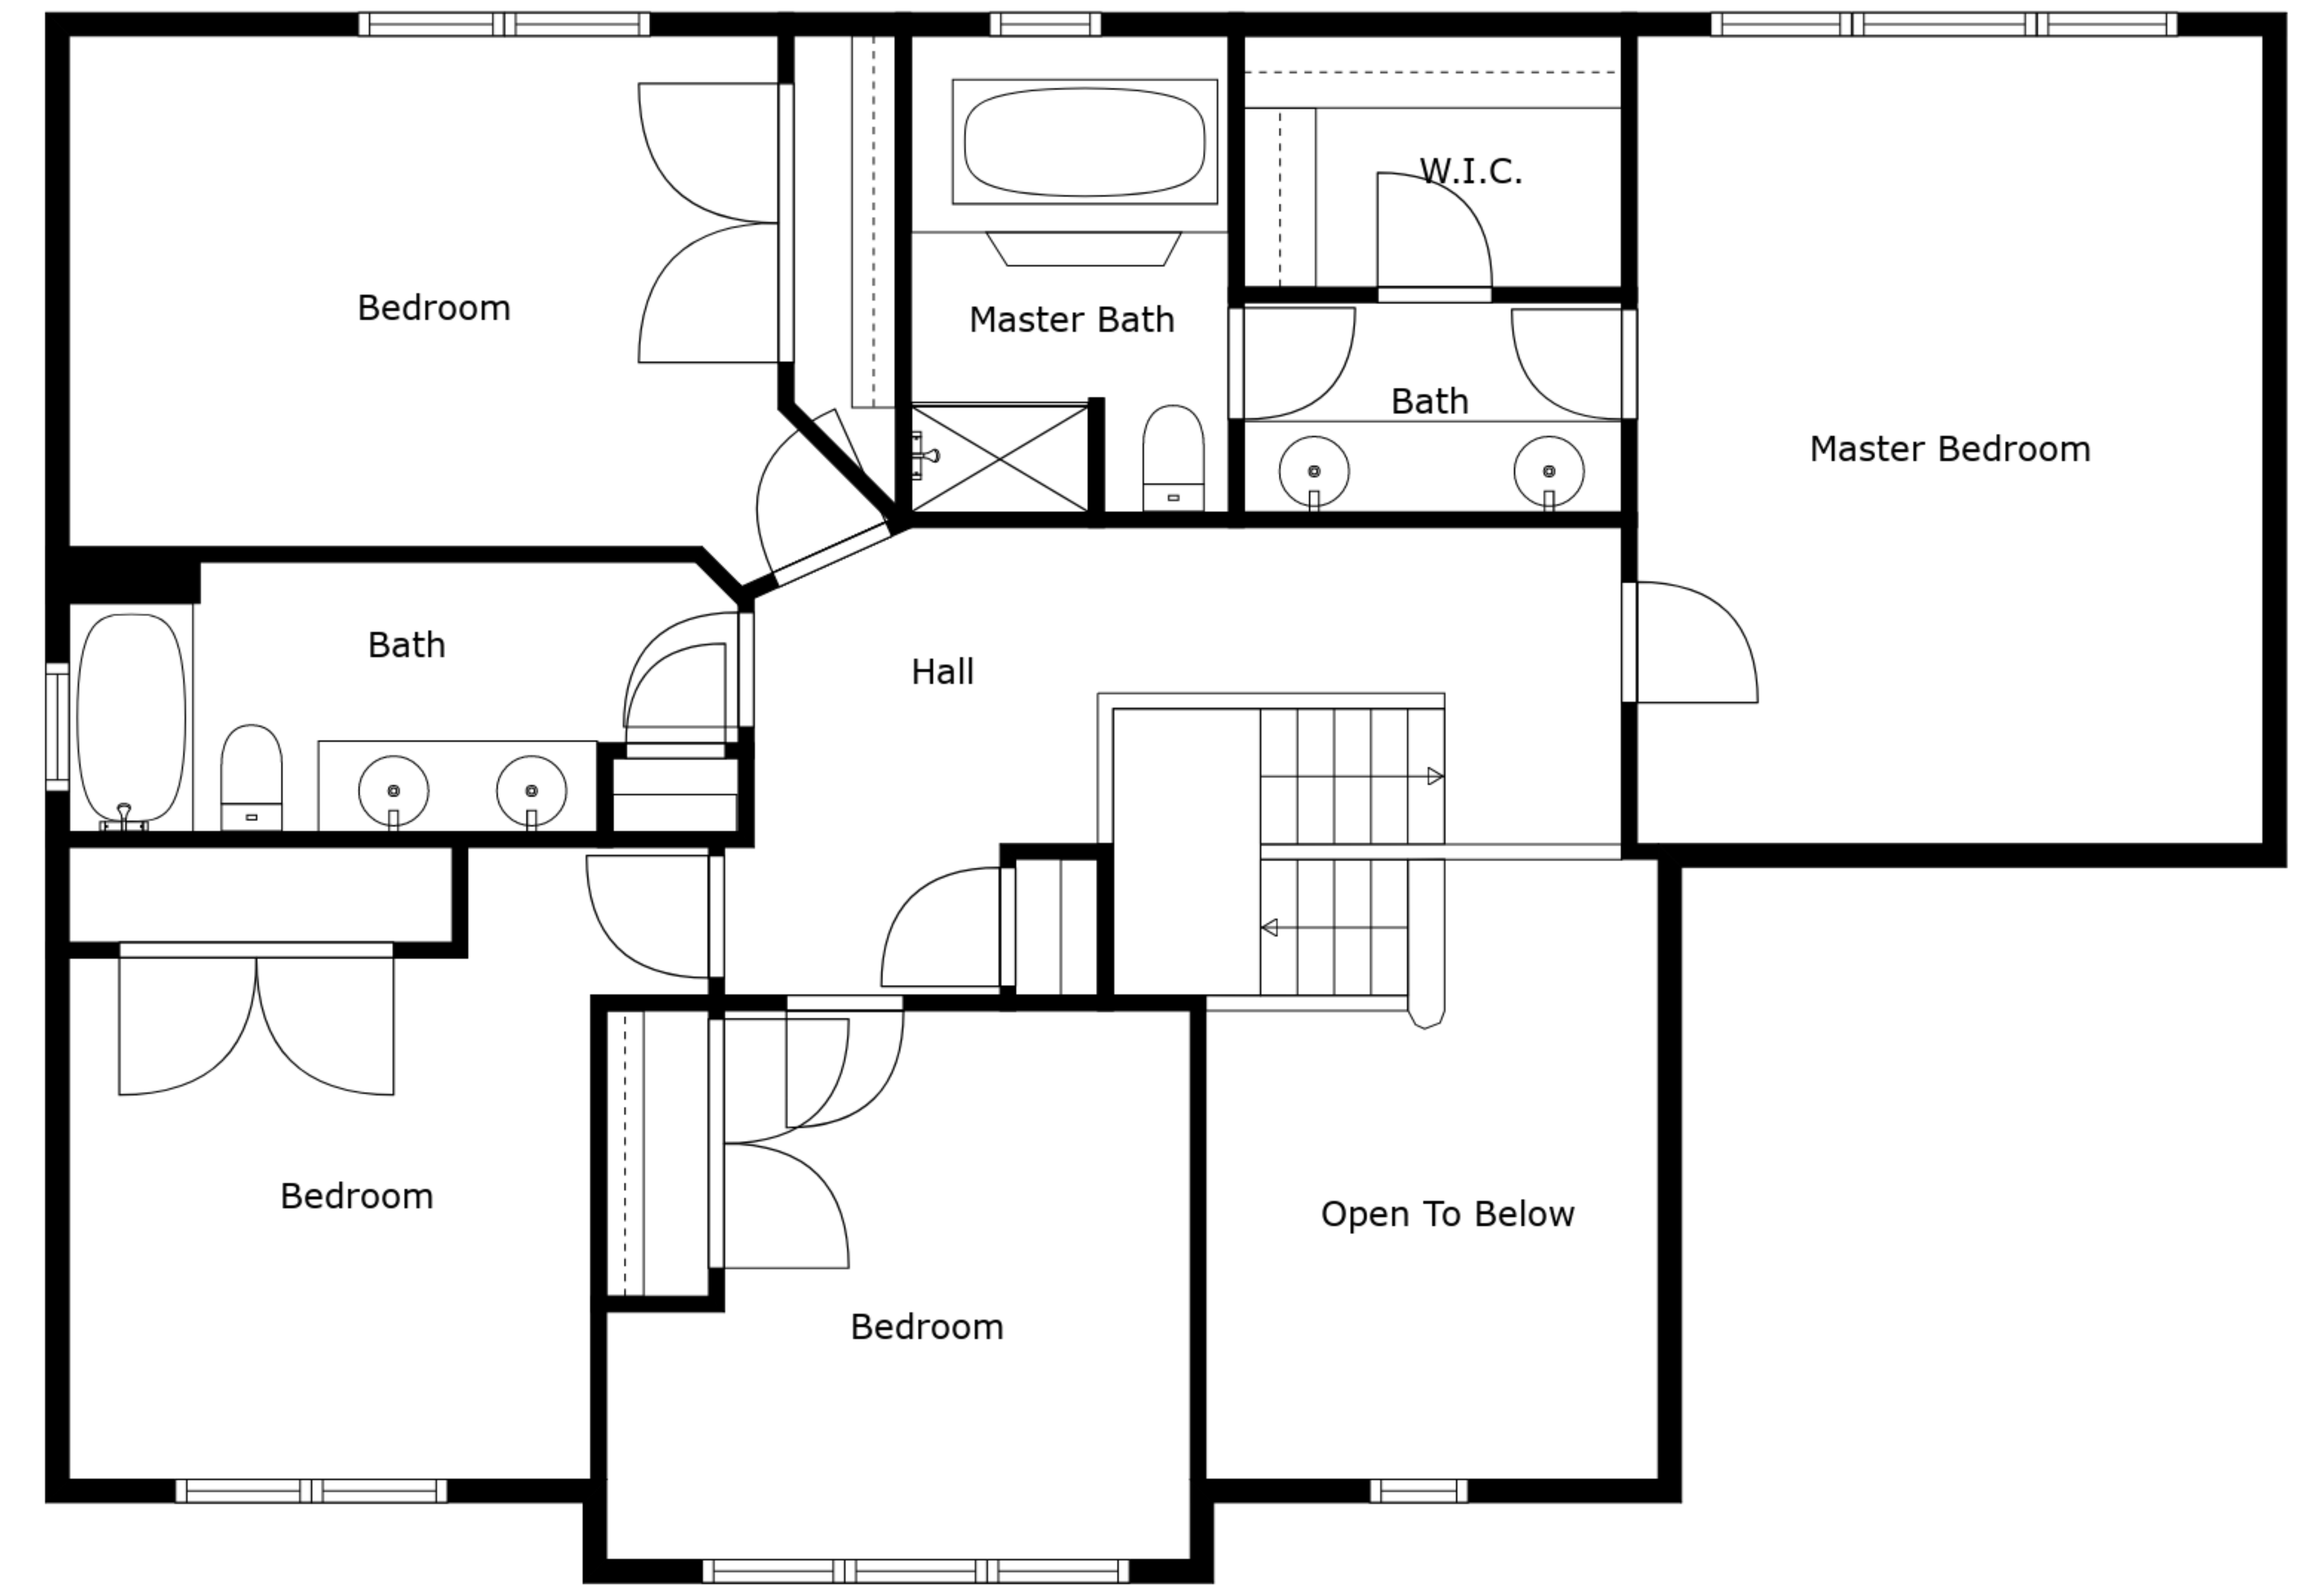 W.I.C.
Bedroom
Master Bath
Bath
Master Bedroom
Bath
Hall
Bedroom
Open To Below
Bedroom